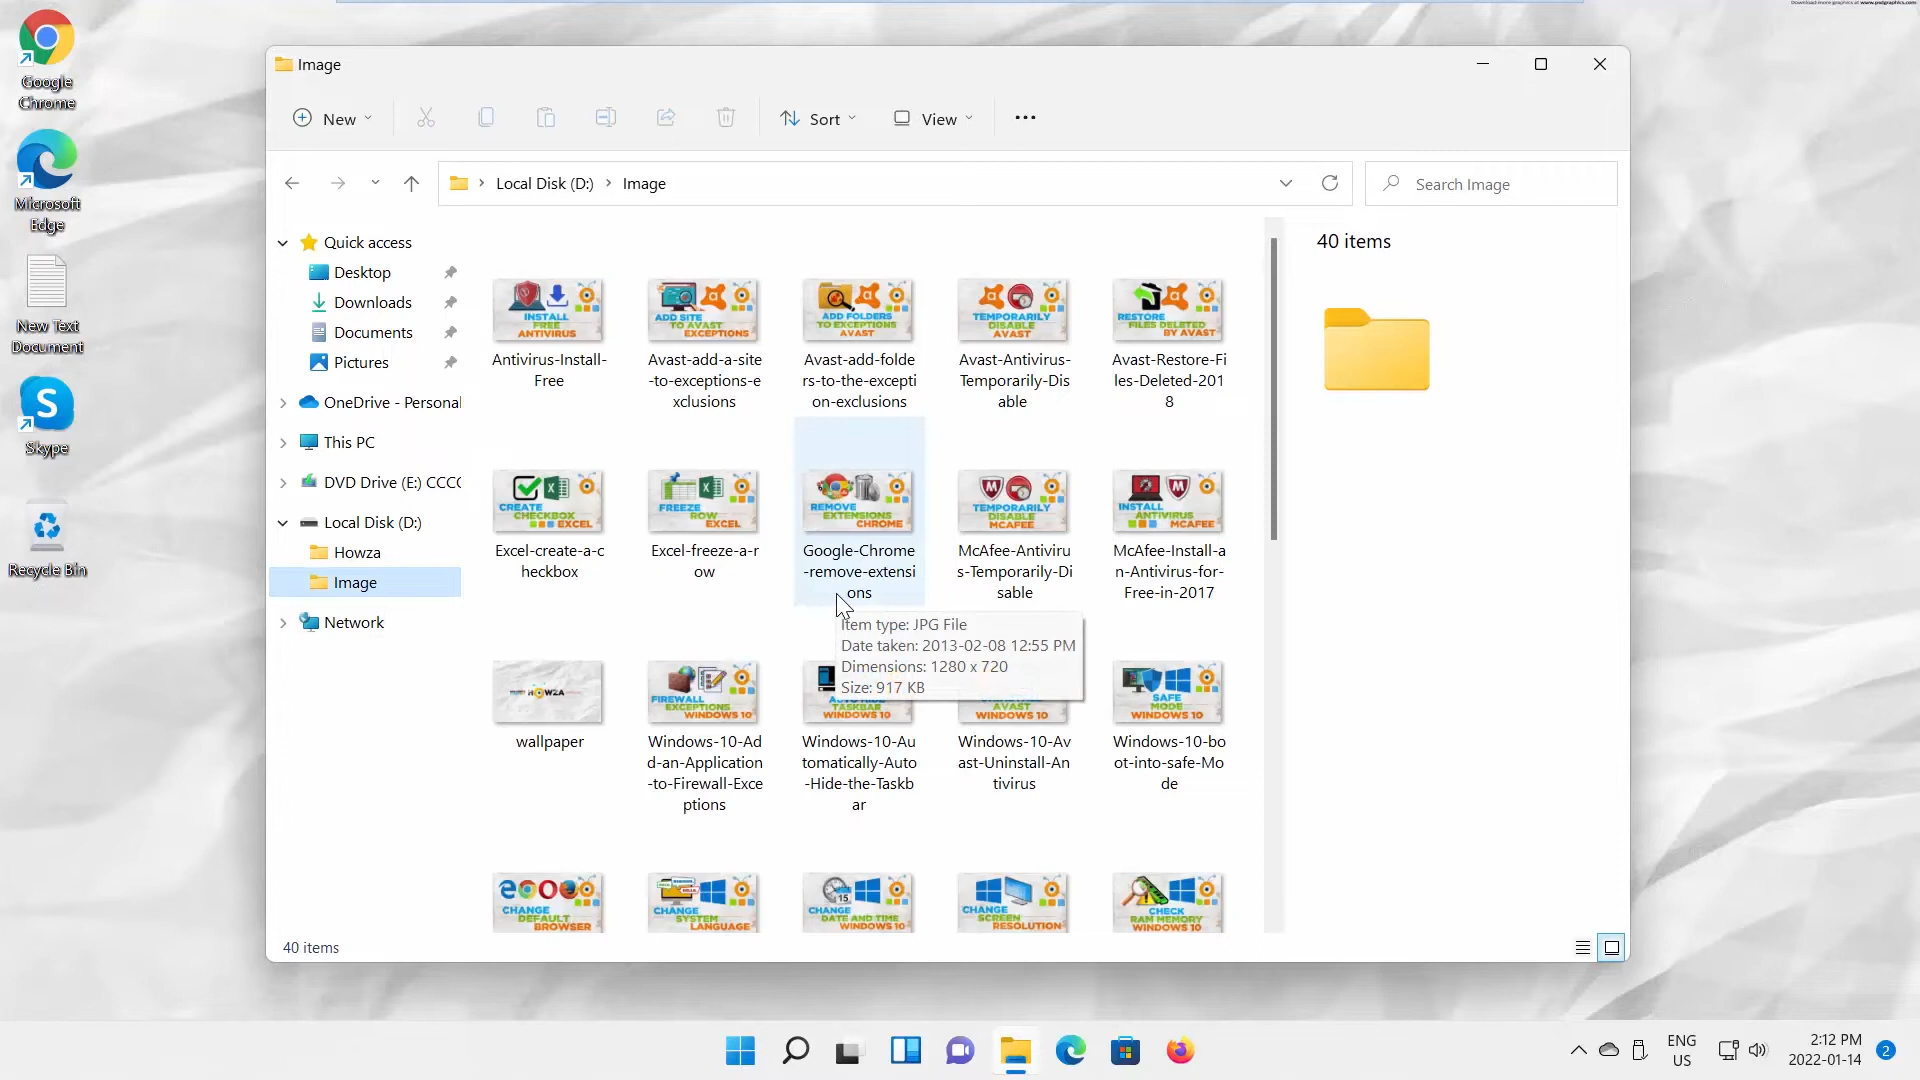 Download more graphics at www.psdgraphics.com
Google
Chrome
Microsoft
Edge
New Text
Document
Skype
Recycle Bin
Image
New
Sort
View
Local Disk (D:)
Image
Search Image
Quick access
Desktop
Downloads
Documents
Pictures
OneDrive - Personal
This PC
DVD Drive (E:) CCC
Local Disk (D:)
Howza
Image
Network
40 items
INSTALL
FREE
ANTIVIRUS
Antivirus-Install-
Free
ADD SITE
TO AVAST
EXCEPTIONS
Avast-add-a-site
-to-exceptions-e
xclusions
ADD FOLDERS
TO EXCEPTIONS
AVAST
Avast-add-folde
rs-to-the-excepti
on-exclusions
TEMPORARILY
DISABLE
AVAST
Avast-Antivirus-
Temporarily-Dis
able
RESTORE
FILES DELETED
BY AVAST
Avast-Restore-Fi
les-Deleted-201
8
CREATE
CHECKBOX
EXCEL
Excel-create-a-c
heckbox
FREEZE
ROW
EXCEL
Excel-freeze-a-r
ow
REMOVE
EXTENSIONS
CHROME
Google-Chrome
-remove-extensi
ons
TEMPORARILY
DISABLE
MCAFEE
McAfee-Antiviru
s-Temporarily-Di
sable
INSTALL
ANTIVIRUS
MCAFEE
McAfee-Install-a
n-Antivirus-for-
Free-in-2017
Item type: JPG File
Date taken: 2013-02-08 12:55 PM
Dimensions: 1280 x 720
Size: 917 KB
wallpaper
FIREWALL
EXCEPTIONS
WINDOWS 10
Windows-10-Ad
d-an-Application
-to-Firewall-Exce
ptions
TASKBAR
WINDOWS 10
Windows-10-Au
tomatically-Auto
-Hide-the-Taskb
ar
AVAST
WINDOWS 10
Windows-10-Av
ast-Uninstall-An
tivirus
SAFE
MODE
WINDOWS 10
Windows-10-bo
ot-into-safe-Mo
de
CHANGE
DEFAULT
BROWSER
CHANGE
SYSTEM
LANGUAGE
15
CHANGE
DATE AND TIME
WINDOWS 10
CHANGE
SCREEN
RESOLUTION
CHECK
RAM MEMORY
WINDOWS 10
40 items
ENG
US
2:12 PM
2022-01-14
2